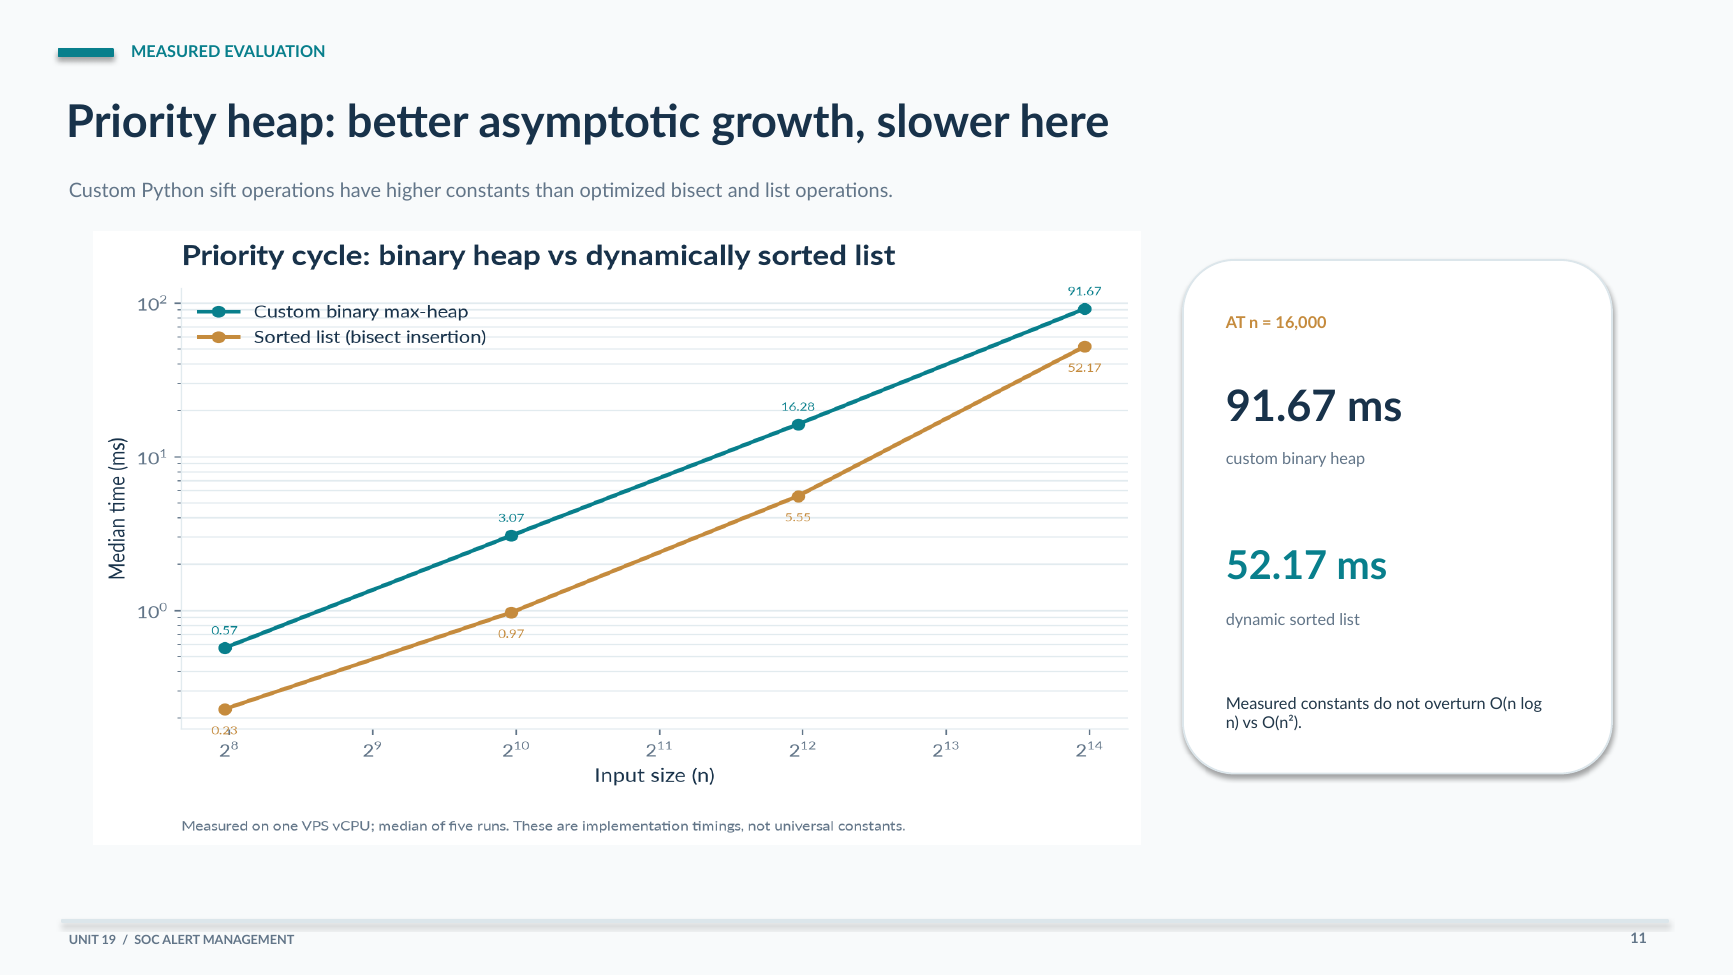 MEASURED EVALUATION
Priority heap: better asymptotic growth, slower here
Custom Python sift operations have higher constants than optimized bisect and list operations.
Priority cycle: binary heap vs dynamically sorted list
Custom binary max-heap
Sorted list (bisect insertion)
Median time (ms)
10²
10¹
10⁰
0.57
3.07
16.28
91.67
0.23
0.97
5.55
52.17
2⁸ 2⁹ 2¹⁰ 2¹¹ 2¹² 2¹³ 2¹⁴
Input size (n)
Measured on one VPS vCPU; median of five runs. These are implementation timings, not universal constants.
AT n = 16,000
91.67 ms
custom binary heap
52.17 ms
dynamic sorted list
Measured constants do not overturn O(n log
n) vs O(n²).
UNIT 19 / SOC ALERT MANAGEMENT
11